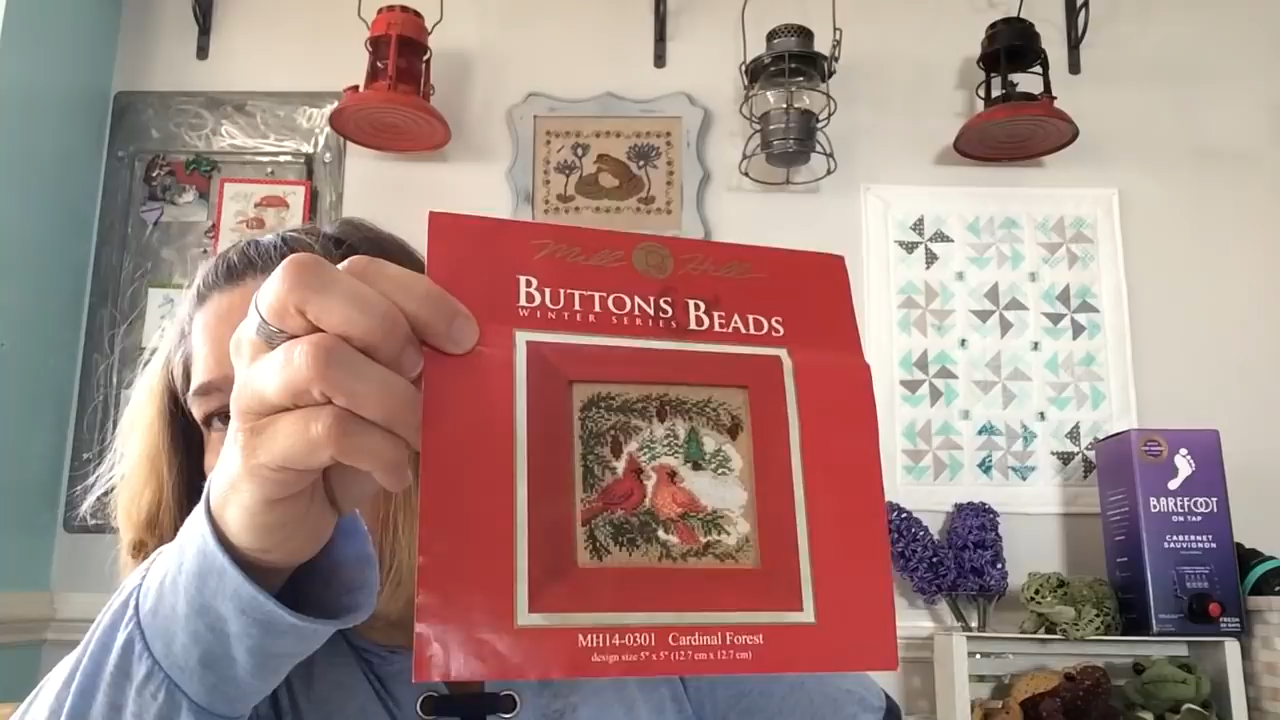 Mill Hill
BUTTONS BEADS
WINTER SERIES
MH14-0301 Cardinal Forest
design size 5" x 5" (12.7 cm x 12.7 cm)
BAREFOOT
ON TAP
CABERNET
SAUVIGNON
FRESH